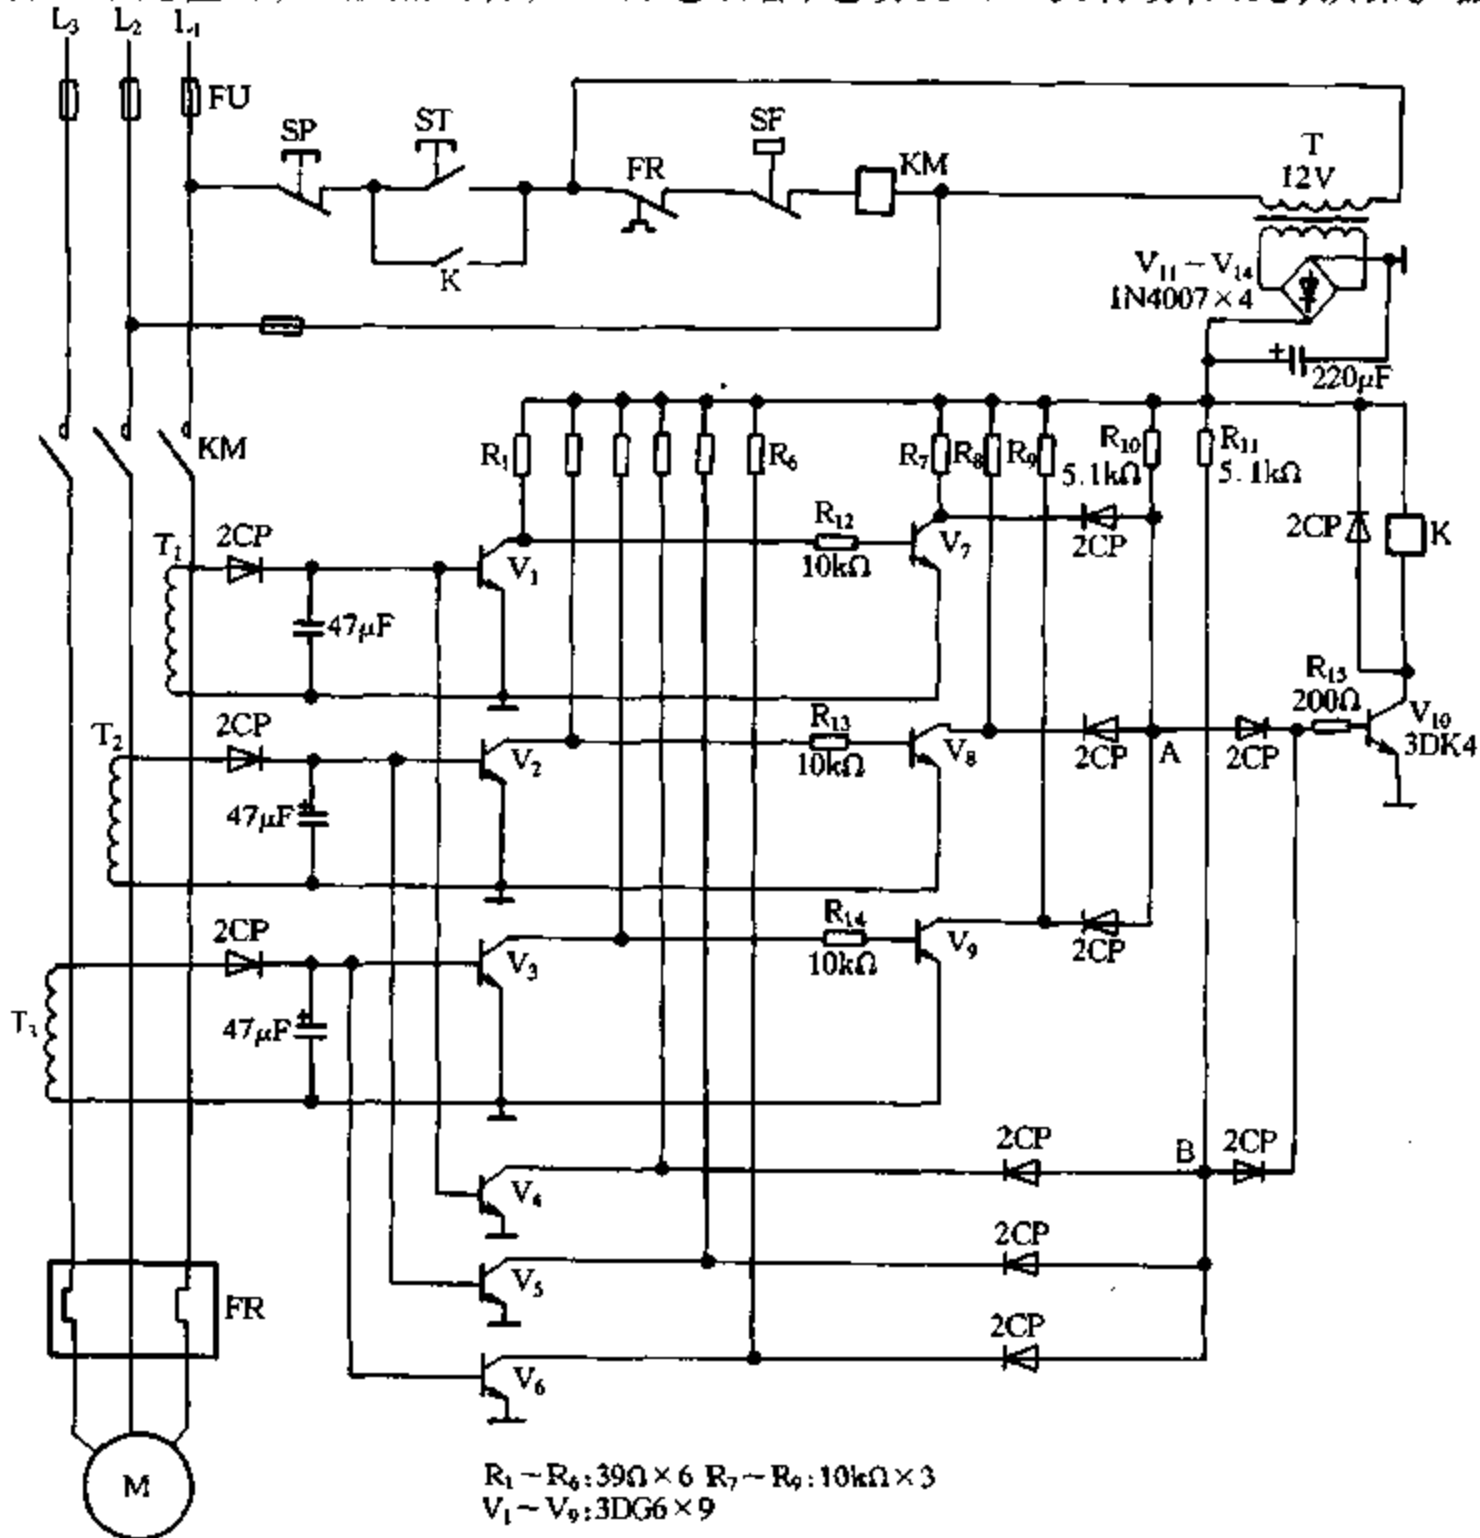 L₃ L₂ L₁
FU
SP
ST
SF
FR
KM
K
T
12V
V₁₁~V₁₄
1N4007×4
+
220μF
KM
R₁
R₆
R₇
R₈
R₉
R₁₀
5.1kΩ
R₁₁
5.1kΩ
T₁
2CP
47μF
V₁
R₁₂
10kΩ
V₇
2CP
2CP
K
T₂
2CP
+
47μF
V₂
R₁₃
10kΩ
V₈
2CP
A
2CP
R₁₅
200Ω
V₁₀
3DK4
T₃
2CP
+
47μF
V₃
R₁₄
10kΩ
V₉
2CP
V₄
2CP
B
2CP
V₅
2CP
V₆
2CP
FR
M
R₁~R₆:39Ω×6 R₇~R₉:10kΩ×3
V₁~V₉:3DG6×9